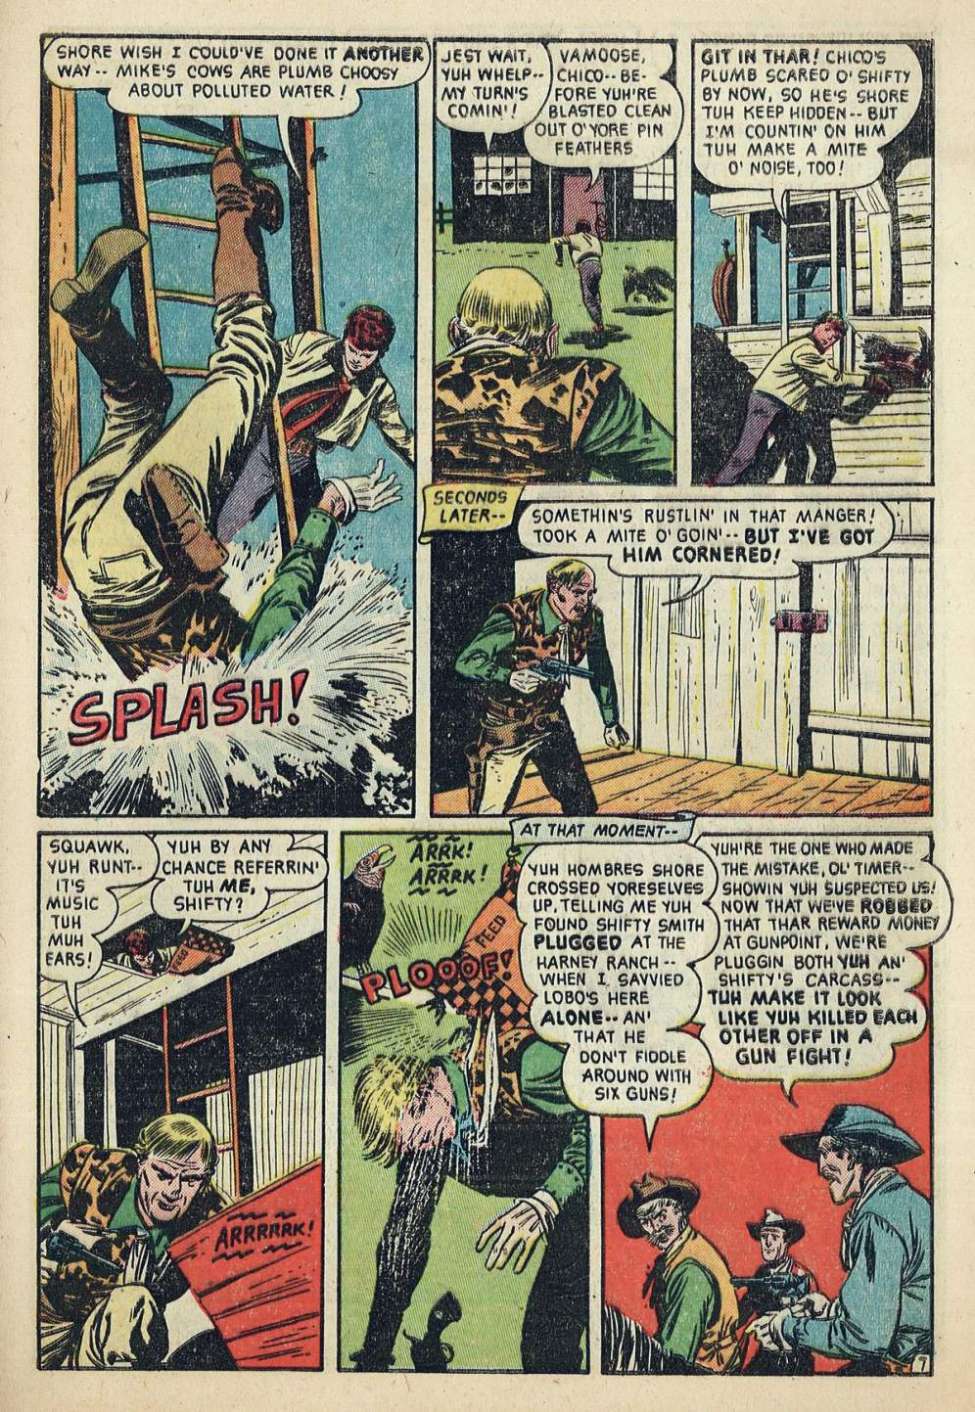 SHORE WISH I COULD'VE DONE IT ANOTHER
WAY-- MIKE'S COWS ARE PLUMB CHOOSY
ABOUT POLLUTED WATER!
SPLASH!
JEST WAIT,
YUH WHELP--
MY TURN'S
COMIN'!
VAMOOSE,
CHICO-- BE-
FORE YUH'RE
BLASTED CLEAN
OUT O' YORE PIN
FEATHERS
GIT IN THAR! CHICO'S
PLUMB SCARED O' SHIFTY
BY NOW, SO HE'S SHORE
TUH KEEP HIDDEN-- BUT
I'M COUNTIN' ON HIM
TUH MAKE A MITE
O' NOISE, TOO!
SECONDS
LATER--
SOMETHIN'S RUSTLIN' IN THAT MANGER!
TOOK A MITE O' GOIN'-- BUT I'VE GOT
HIM CORNERED!
SQUAWK,
YUH RUNT--
IT'S
MUSIC
TUH
MUH
EARS!
YUH BY ANY
CHANCE REFERRIN'
TUH ME,
SHIFTY?
ARRRRRK!
ARRK!
ARRRK!
FEED
PLOOOF!
AT THAT MOMENT--
YUH HOMBRES SHORE
CROSSED YORESELVES
UP, TELLING ME YUH
FOUND SHIFTY SMITH
PLUGGED AT THE
HARNEY RANCH--
WHEN I SAVVIED
LOBO'S HERE
ALONE-- AN'
THAT HE
DON'T FIDDLE
AROUND WITH
SIX GUNS!
YUH'RE THE ONE WHO MADE
THE MISTAKE, OL' TIMER--
SHOWIN YUH SUSPECTED US!
NOW THAT WE'VE ROBBED
THAT THAR REWARD MONEY
AT GUNPOINT, WE'RE
PLUGGIN BOTH YUH AN'
SHIFTY'S CARCASS--
TUH MAKE IT LOOK
LIKE YUH KILLED EACH
OTHER OFF IN A
GUN FIGHT!
7